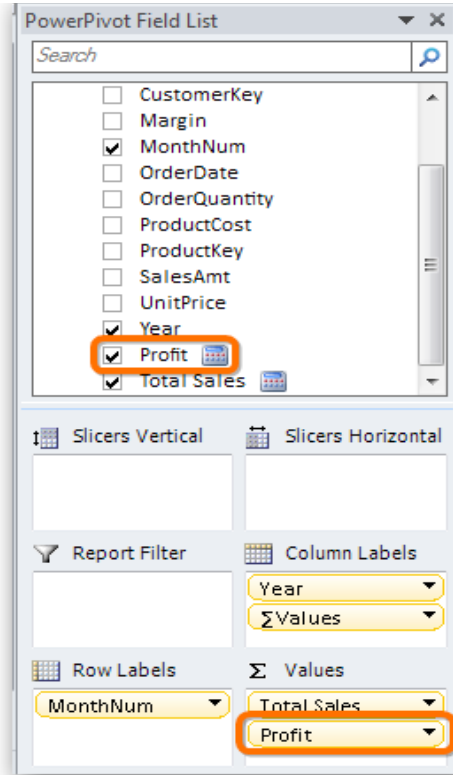 PowerPivot Field List
Search
CustomerKey
Margin
MonthNum
OrderDate
OrderQuantity
ProductCost
ProductKey
SalesAmt
UnitPrice
Year
Profit
Total Sales
Slicers Vertical
Slicers Horizontal
Report Filter
Column Labels
Year
ΣValues
Row Labels
Σ Values
MonthNum
Total Sales
Profit